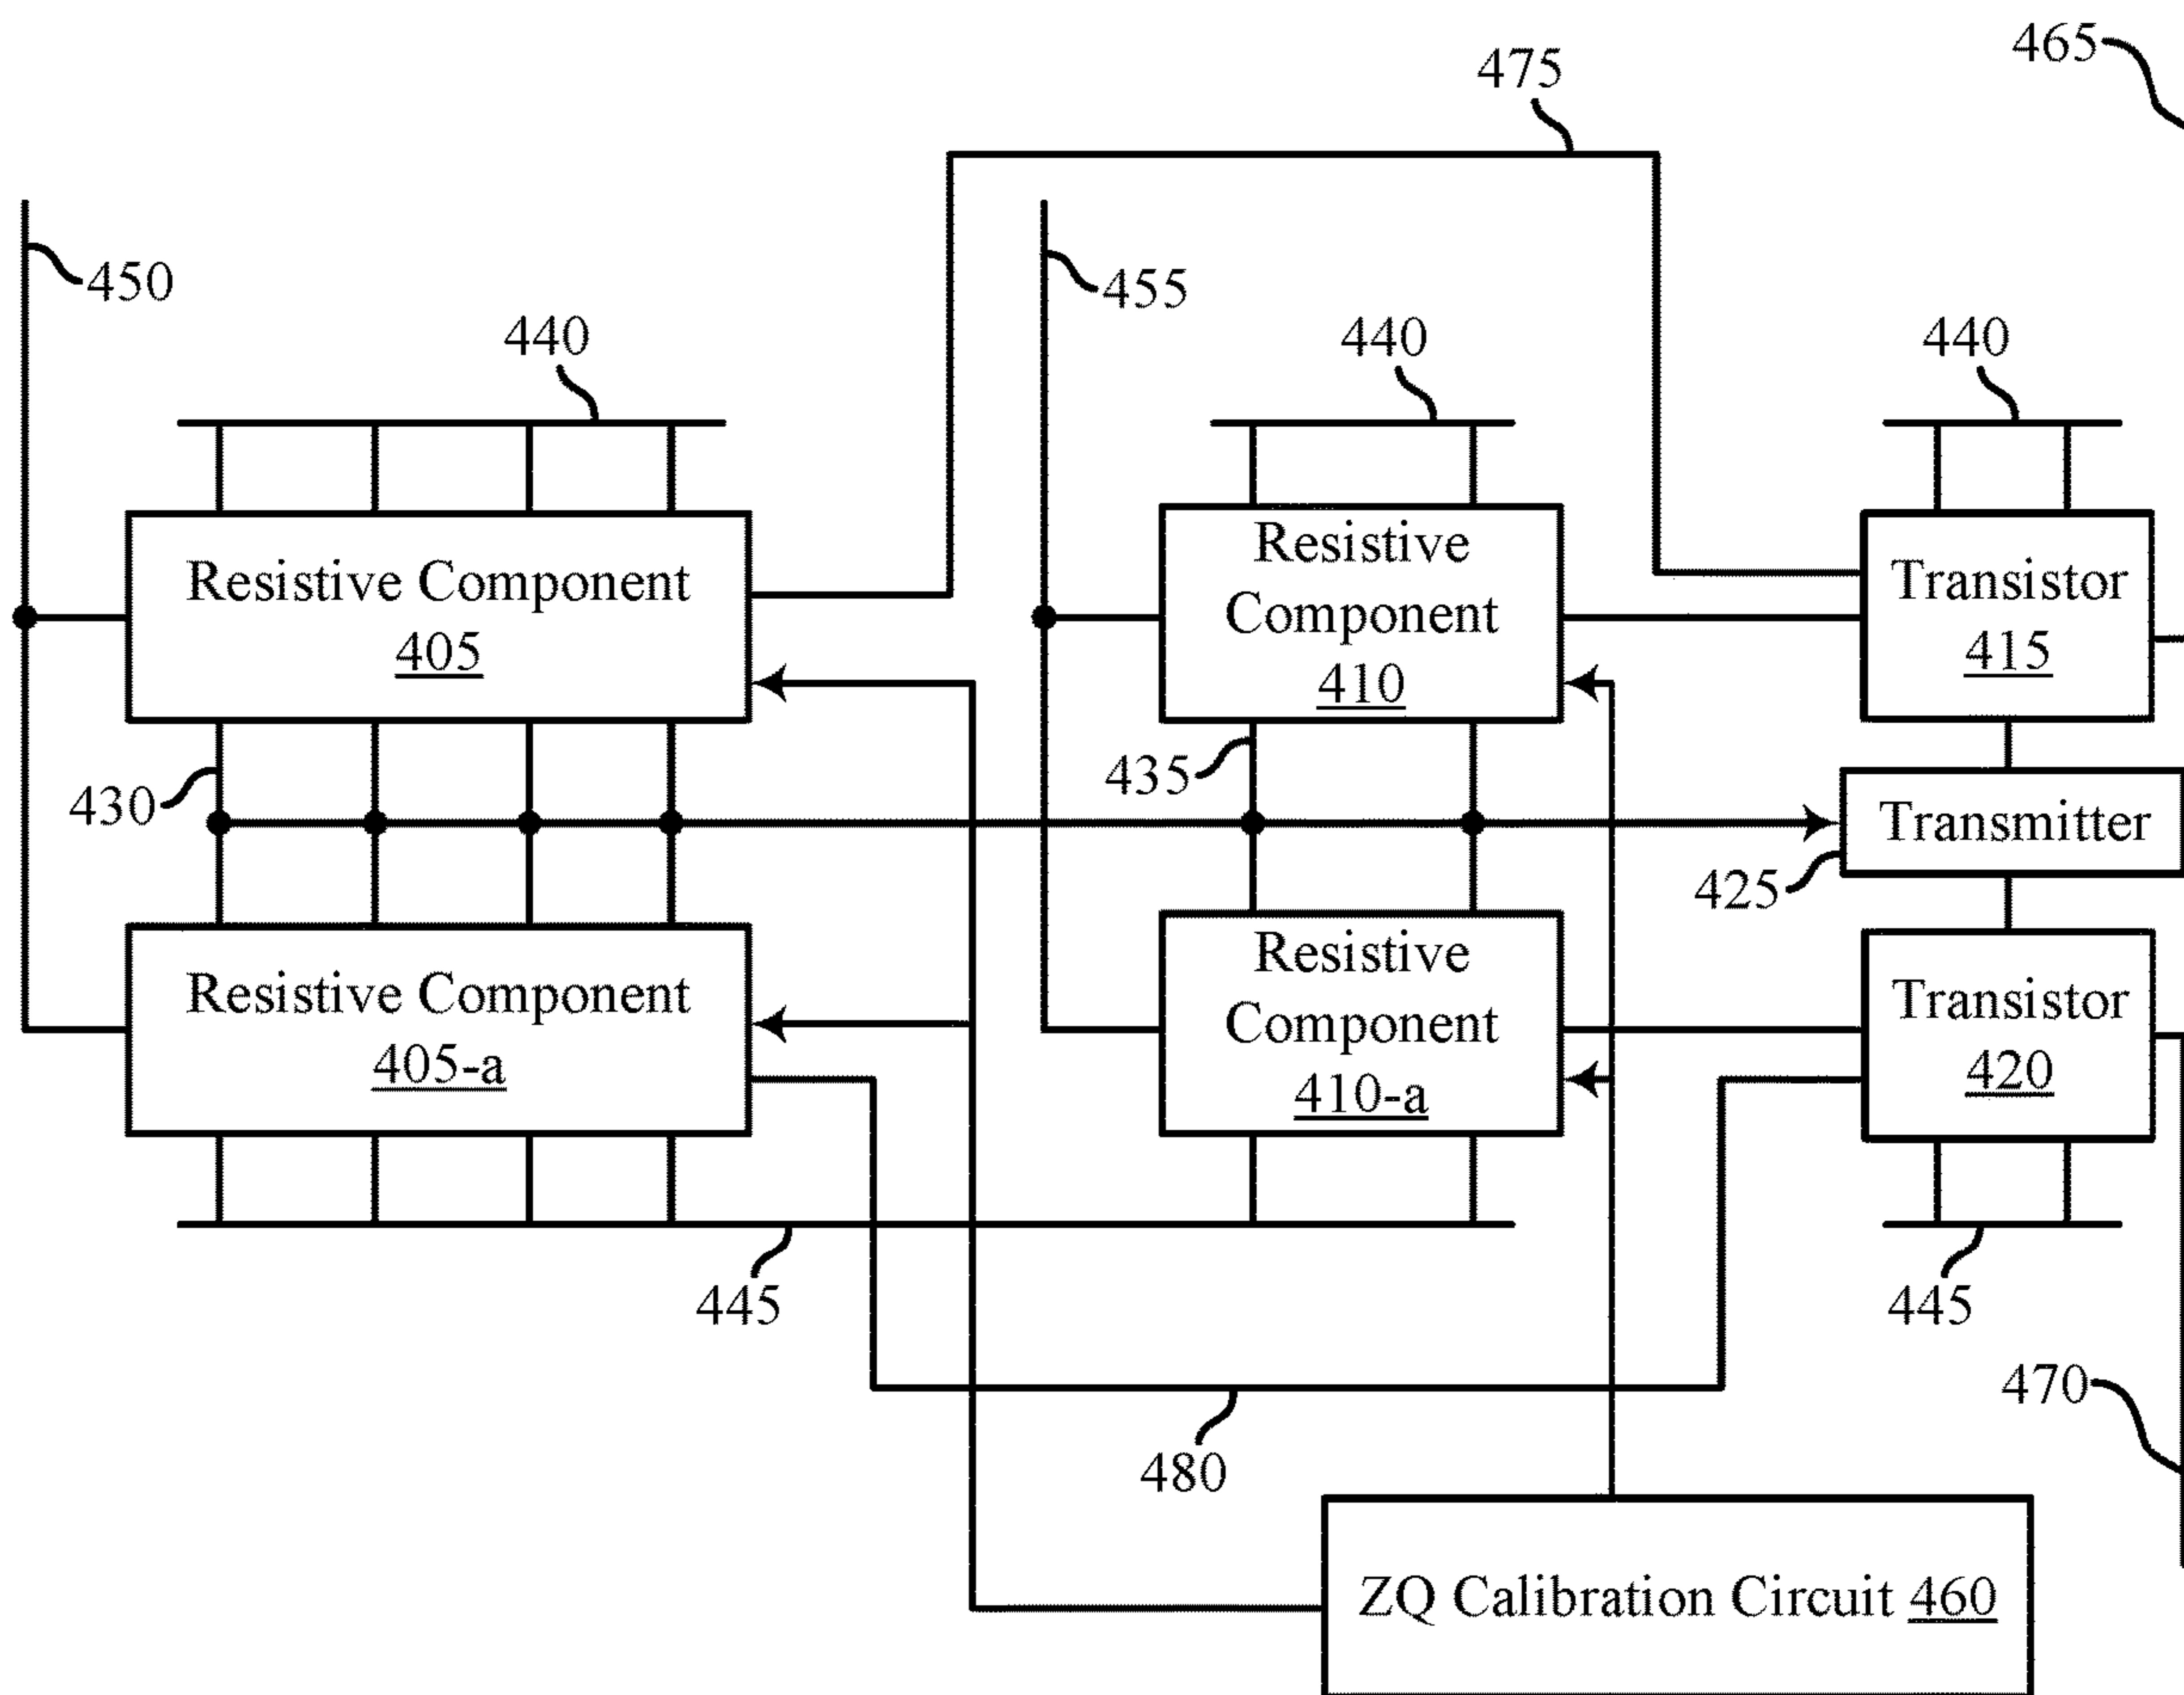 465
475
450
455
440
440
440
Resistive Component
405
Resistive
Component
410
Transistor
415
430
435
Transmitter
425
Resistive Component
405-a
Resistive
Component
410-a
Transistor
420
445
445
470
480
ZQ Calibration Circuit 460